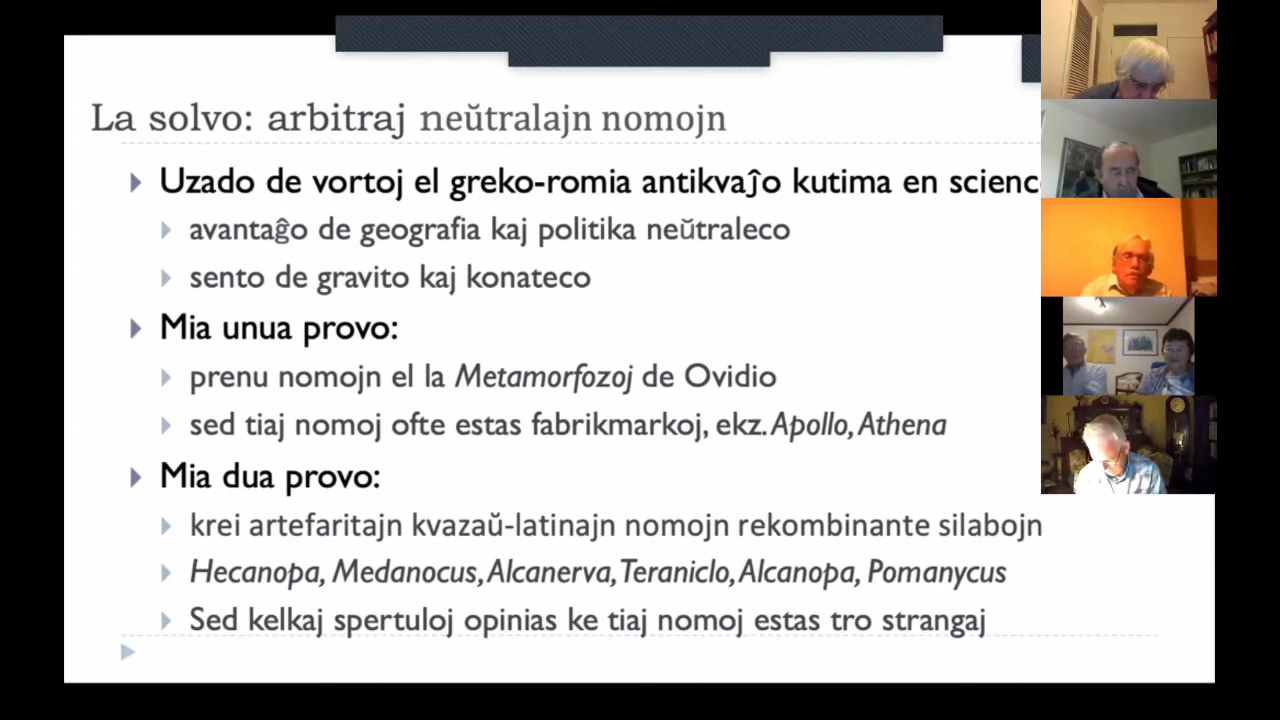 La solvo: arbitraj neŭtralajn nomojn
Uzado de vortoj el greko-romia antikvaĵo kutima en scienc
avantaĝo de geografia kaj politika neŭtraleco
sento de gravito kaj konateco
Mia unua provo:
prenu nomojn el la Metamorfozoj de Ovidio
sed tiaj nomoj ofte estas fabrikmarkoj, ekz. Apollo, Athena
Mia dua provo:
krei artefaritajn kvazaŭ-latinajn nomojn rekombinante silabojn
Hecanopa, Medanocus, Alcanerva, Teraniclo, Alcanopa, Pomanycus
Sed kelkaj spertuloj opinias ke tiaj nomoj estas tro strangaj